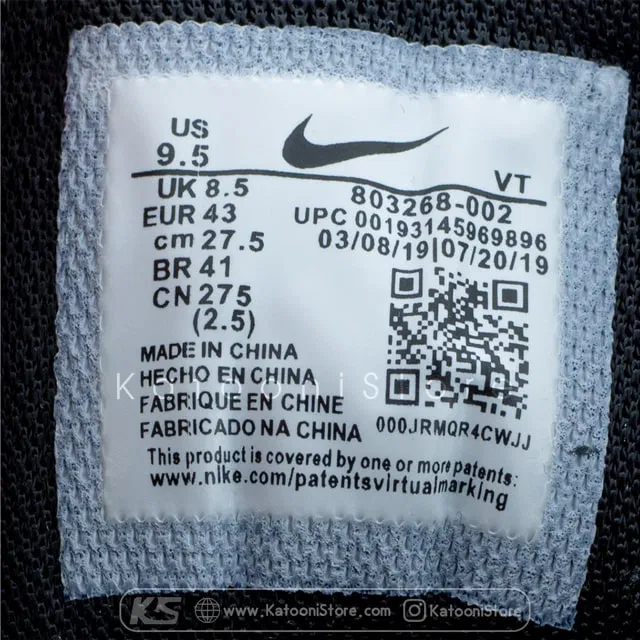 US
9.5
VT
UK 8.5
EUR 43
cm 27.5
BR 41
CN 275
(2.5)
803268-002
UPC 00193145969896
03/08/19|07/20/19
000JRMQR4CWJJ
MADE IN CHINA
HECHO EN CHINA
FABRIQUE EN CHINE
FABRICADO NA CHINA
This product is covered by one or more patents:
www.nike.com/patentsvirtualmarking
KatooniStore
KS www.KatooniStore.com KatooniStore